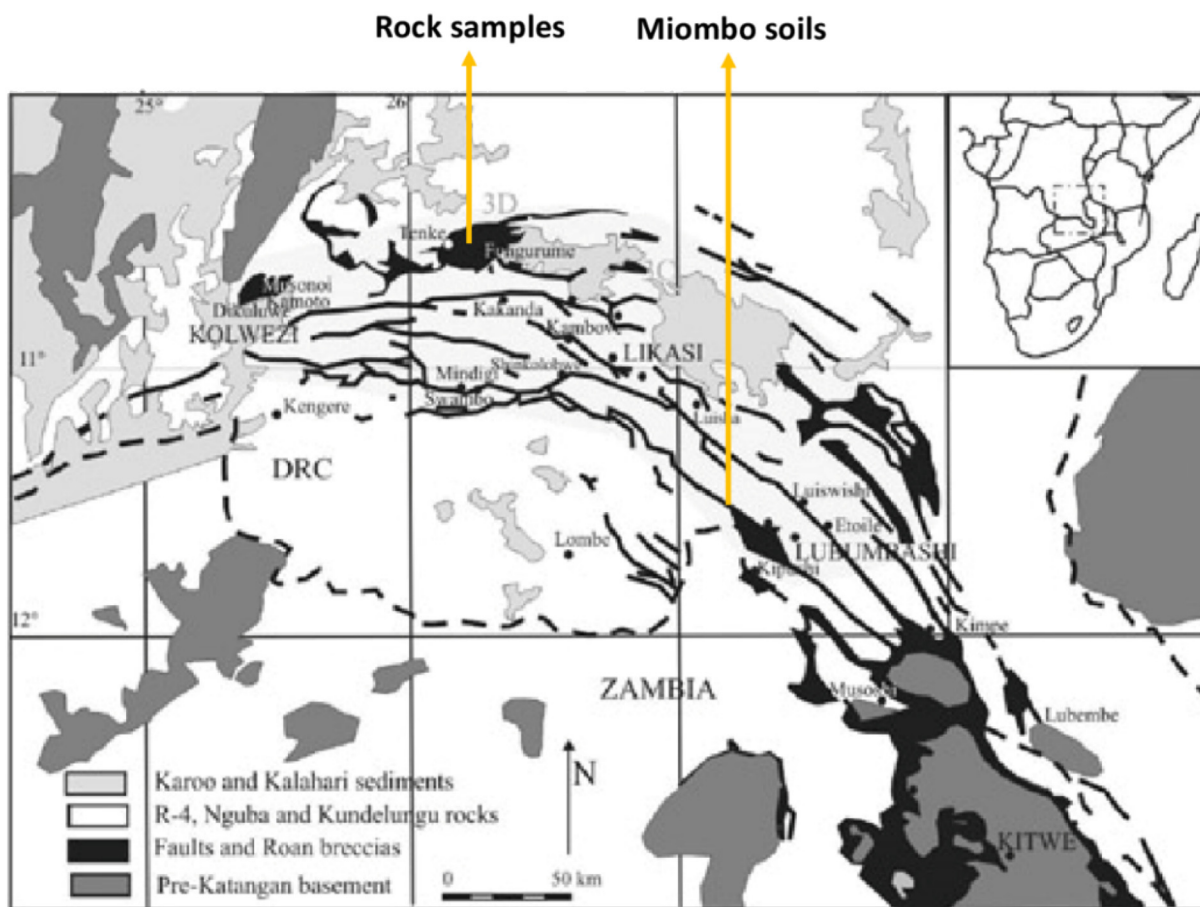 Rock samples
Miombo soils
25°
26
3D
Tenke
Fungurume
Musonoi
Kamoto
Dikuluwe
KOLWEZI
Kakanda
Kambove
11°
LIKASI
Shinkolobwe
Mindigi
Swambo
Luisha
Kengere
DRC
Luiswishi
Etoile
LUBUMBASHI
Lombe
Kipushi
12°
Kimpe
ZAMBIA
Lubembe
N
Karoo and Kalahari sediments
R-4, Nguba and Kundelungu rocks
Faults and Roan breccias
Pre-Katangan basement
0 50 km
KITWE